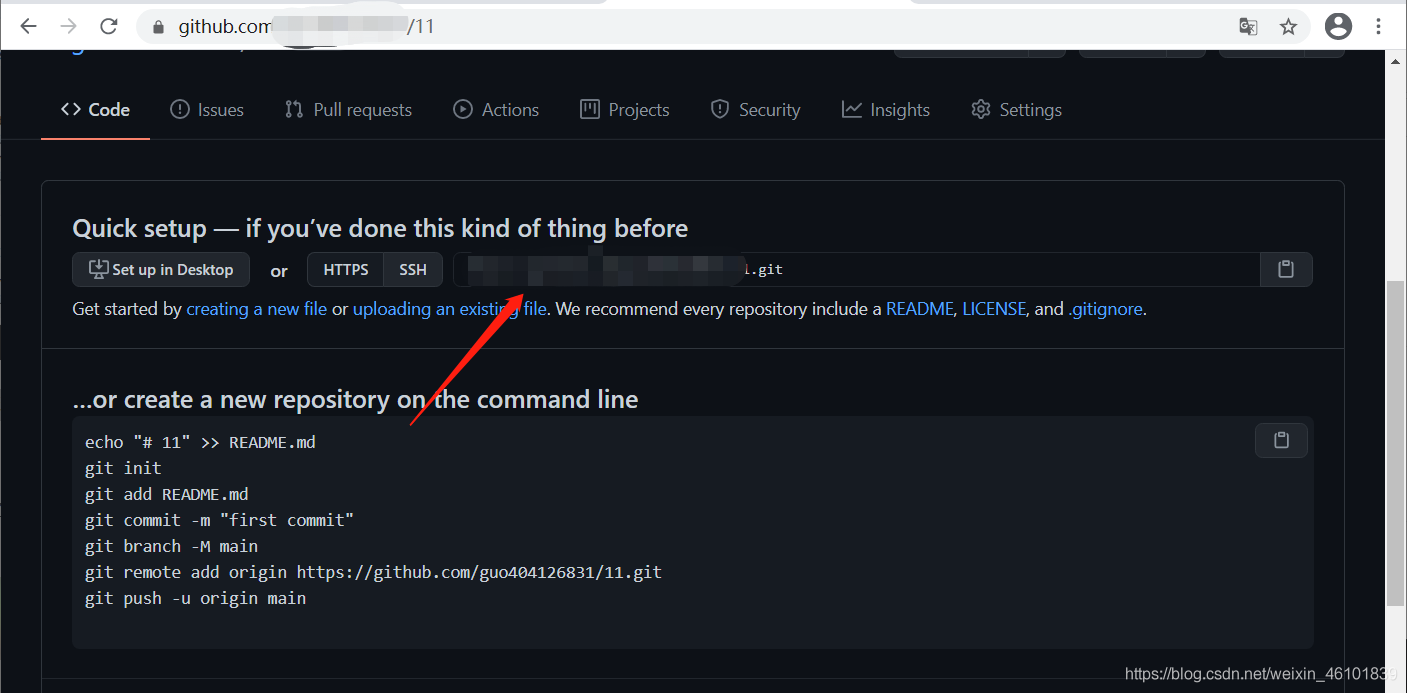 github.com /11
Code Issues Pull requests Actions Projects Security Insights Settings
Quick setup — if you’ve done this kind of thing before
Set up in Desktop or HTTPS SSH .git
Get started by creating a new file or uploading an existing file. We recommend every repository include a README, LICENSE, and .gitignore.
...or create a new repository on the command line
echo "# 11" >> README.md
git init
git add README.md
git commit -m "first commit"
git branch -M main
git remote add origin https://github.com/guo404126831/11.git
git push -u origin main
https://blog.csdn.net/weixin_46101839